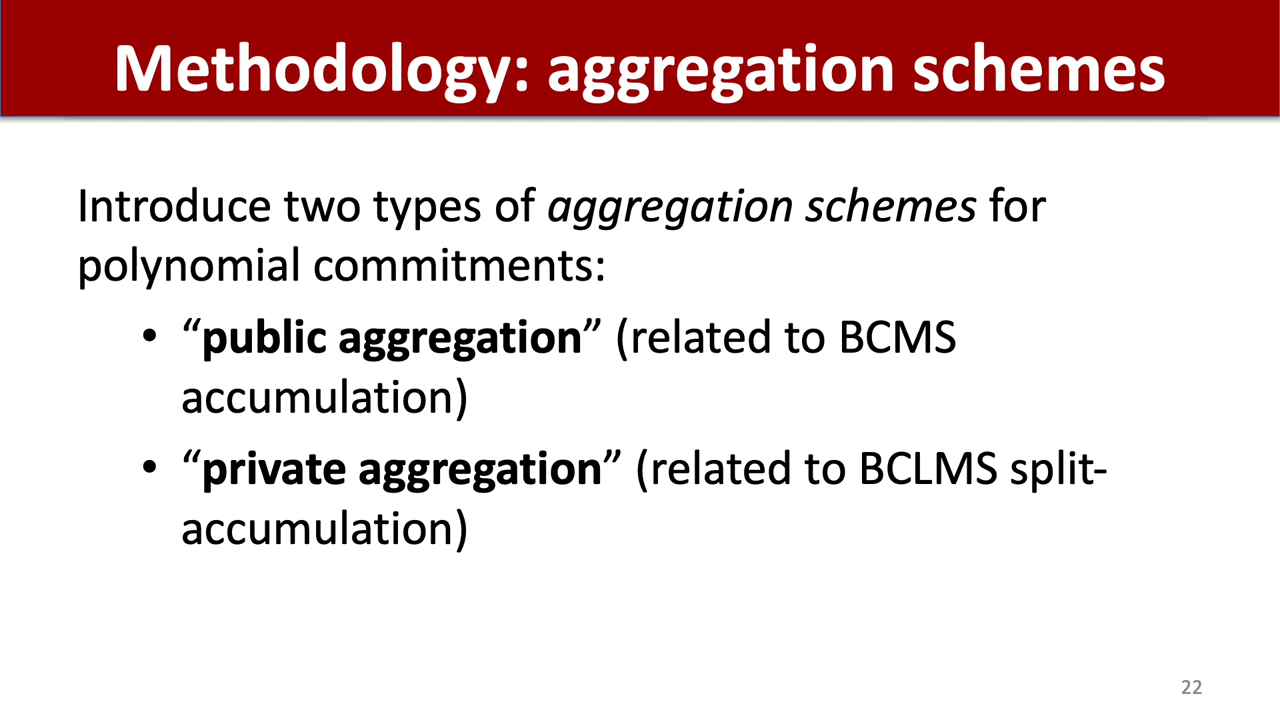 Methodology: aggregation schemes
Introduce two types of aggregation schemes for
polynomial commitments:
• “public aggregation” (related to BCMS
accumulation)
• “private aggregation” (related to BCLMS split-
accumulation)
22